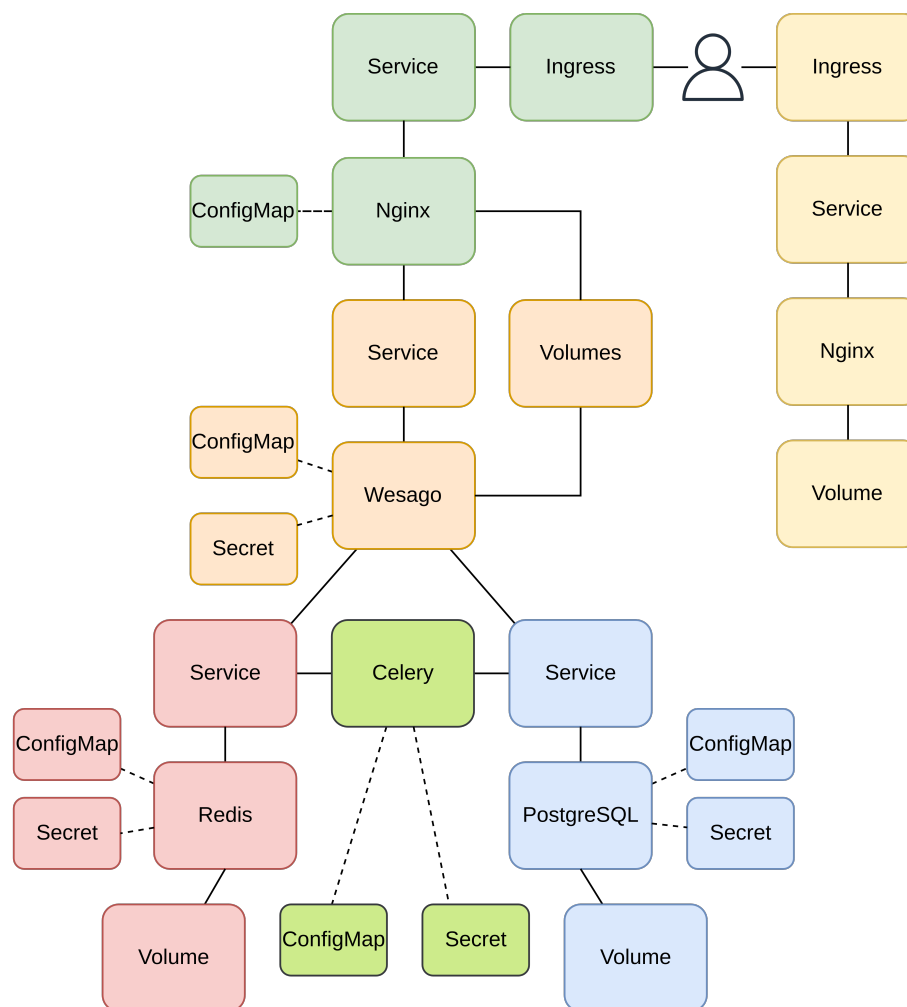 Service
Ingress
Ingress
ConfigMap
Nginx
Service
Service
Volumes
Nginx
ConfigMap
Wesago
Volume
Secret
Service
Celery
Service
ConfigMap
ConfigMap
Redis
PostgreSQL
Secret
Secret
Volume
ConfigMap
Secret
Volume